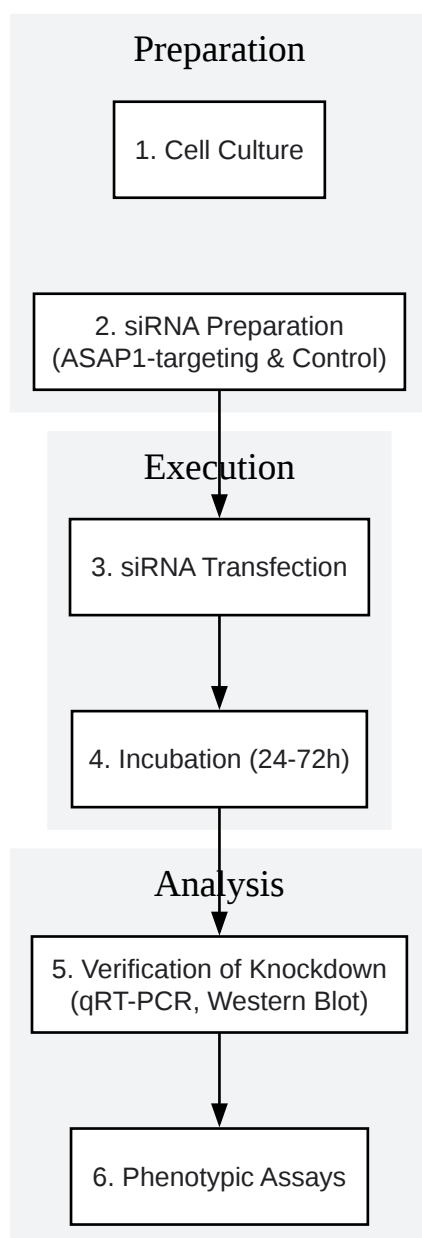 Preparation
1. Cell Culture
2. siRNA Preparation
(ASAP1-targeting & Control)
Execution
3. siRNA Transfection
4. Incubation (24-72h)
Analysis
5. Verification of Knockdown
(qRT-PCR, Western Blot)
6. Phenotypic Assays